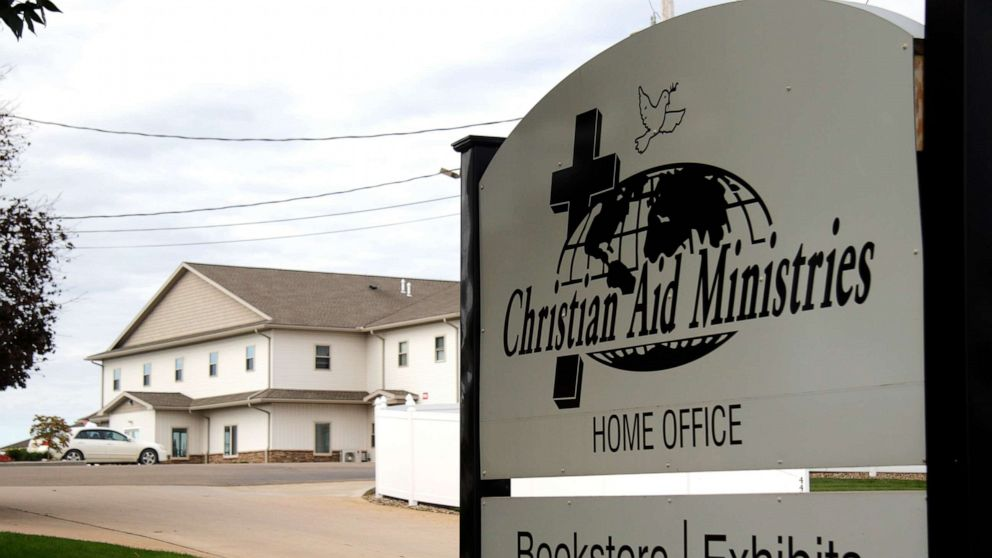 Christian Aid Ministries
HOME OFFICE
Bookstore | Exhibits